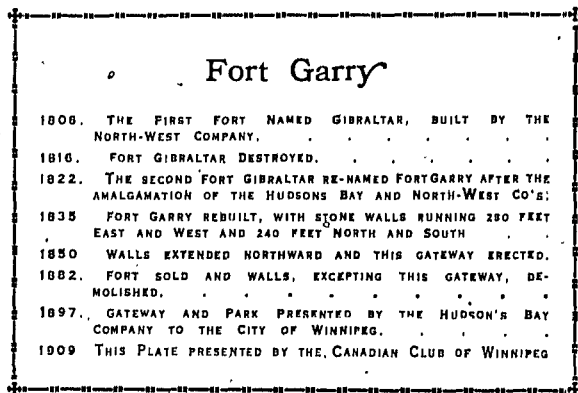 Fort Garry
1806. THE FIRST FORT NAMED GIBRALTAR, BUILT BY THE
NORTH-WEST COMPANY. . . . . . .
1816. FORT GIBRALTAR DESTROYED. . . . . . .
1822. THE SECOND FORT GIBRALTAR RE-NAMED FORT GARRY AFTER THE
AMALGAMATION OF THE HUDSONS BAY AND NORTH-WEST CO'S.
1835 FORT GARRY REBUILT, WITH STONE WALLS RUNNING 280 FEET
EAST AND WEST AND 240 FEET NORTH AND SOUTH . .
1850 WALLS EXTENDED NORTHWARD AND THIS GATEWAY ERECTED.
1882. FORT SOLD AND WALLS, EXCEPTING THIS GATEWAY, DE-
MOLISHED. . . . . . . . . .
1897. GATEWAY AND PARK PRESENTED BY THE HUDSON'S BAY
COMPANY TO THE CITY OF WINNIPEG. . . . .
1909 THIS PLATE PRESENTED BY THE CANADIAN CLUB OF WINNIPEG